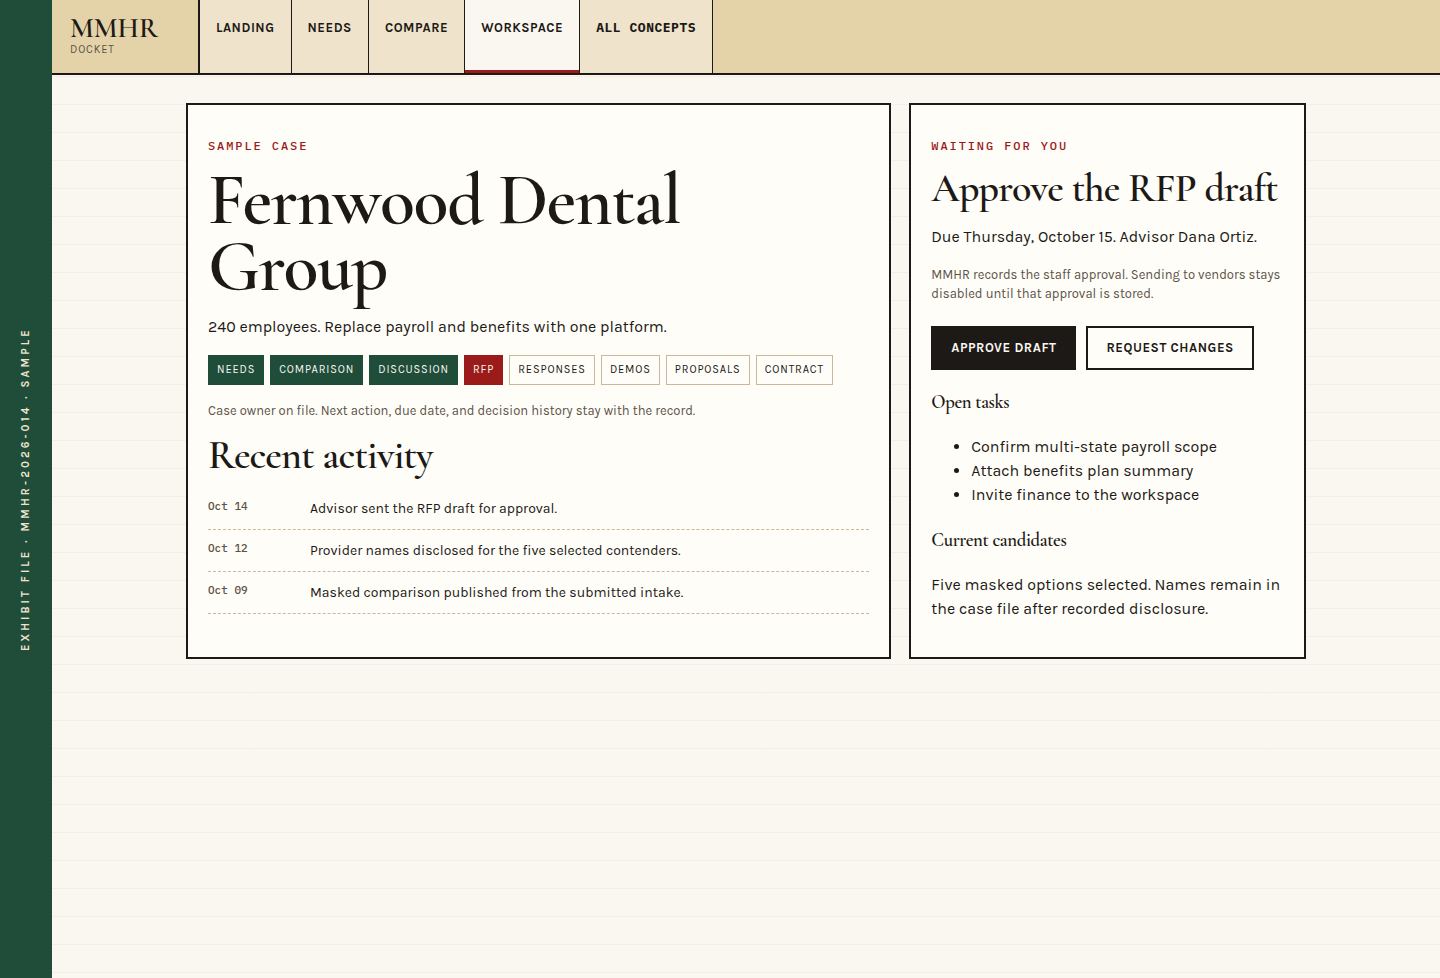 MMHR
DOCKET
LANDING
NEEDS
COMPARE
WORKSPACE
ALL CONCEPTS
EXHIBIT FILE · MMHR-2026-014 · SAMPLE
SAMPLE CASE
Fernwood Dental
Group
240 employees. Replace payroll and benefits with one platform.
NEEDS
COMPARISON
DISCUSSION
RFP
RESPONSES
DEMOS
PROPOSALS
CONTRACT
Case owner on file. Next action, due date, and decision history stay with the record.
Recent activity
Oct 14 Advisor sent the RFP draft for approval.
Oct 12 Provider names disclosed for the five selected contenders.
Oct 09 Masked comparison published from the submitted intake.
WAITING FOR YOU
Approve the RFP draft
Due Thursday, October 15. Advisor Dana Ortiz.
MMHR records the staff approval. Sending to vendors stays
disabled until that approval is stored.
APPROVE DRAFT
REQUEST CHANGES
Open tasks
• Confirm multi-state payroll scope
• Attach benefits plan summary
• Invite finance to the workspace
Current candidates
Five masked options selected. Names remain in
the case file after recorded disclosure.